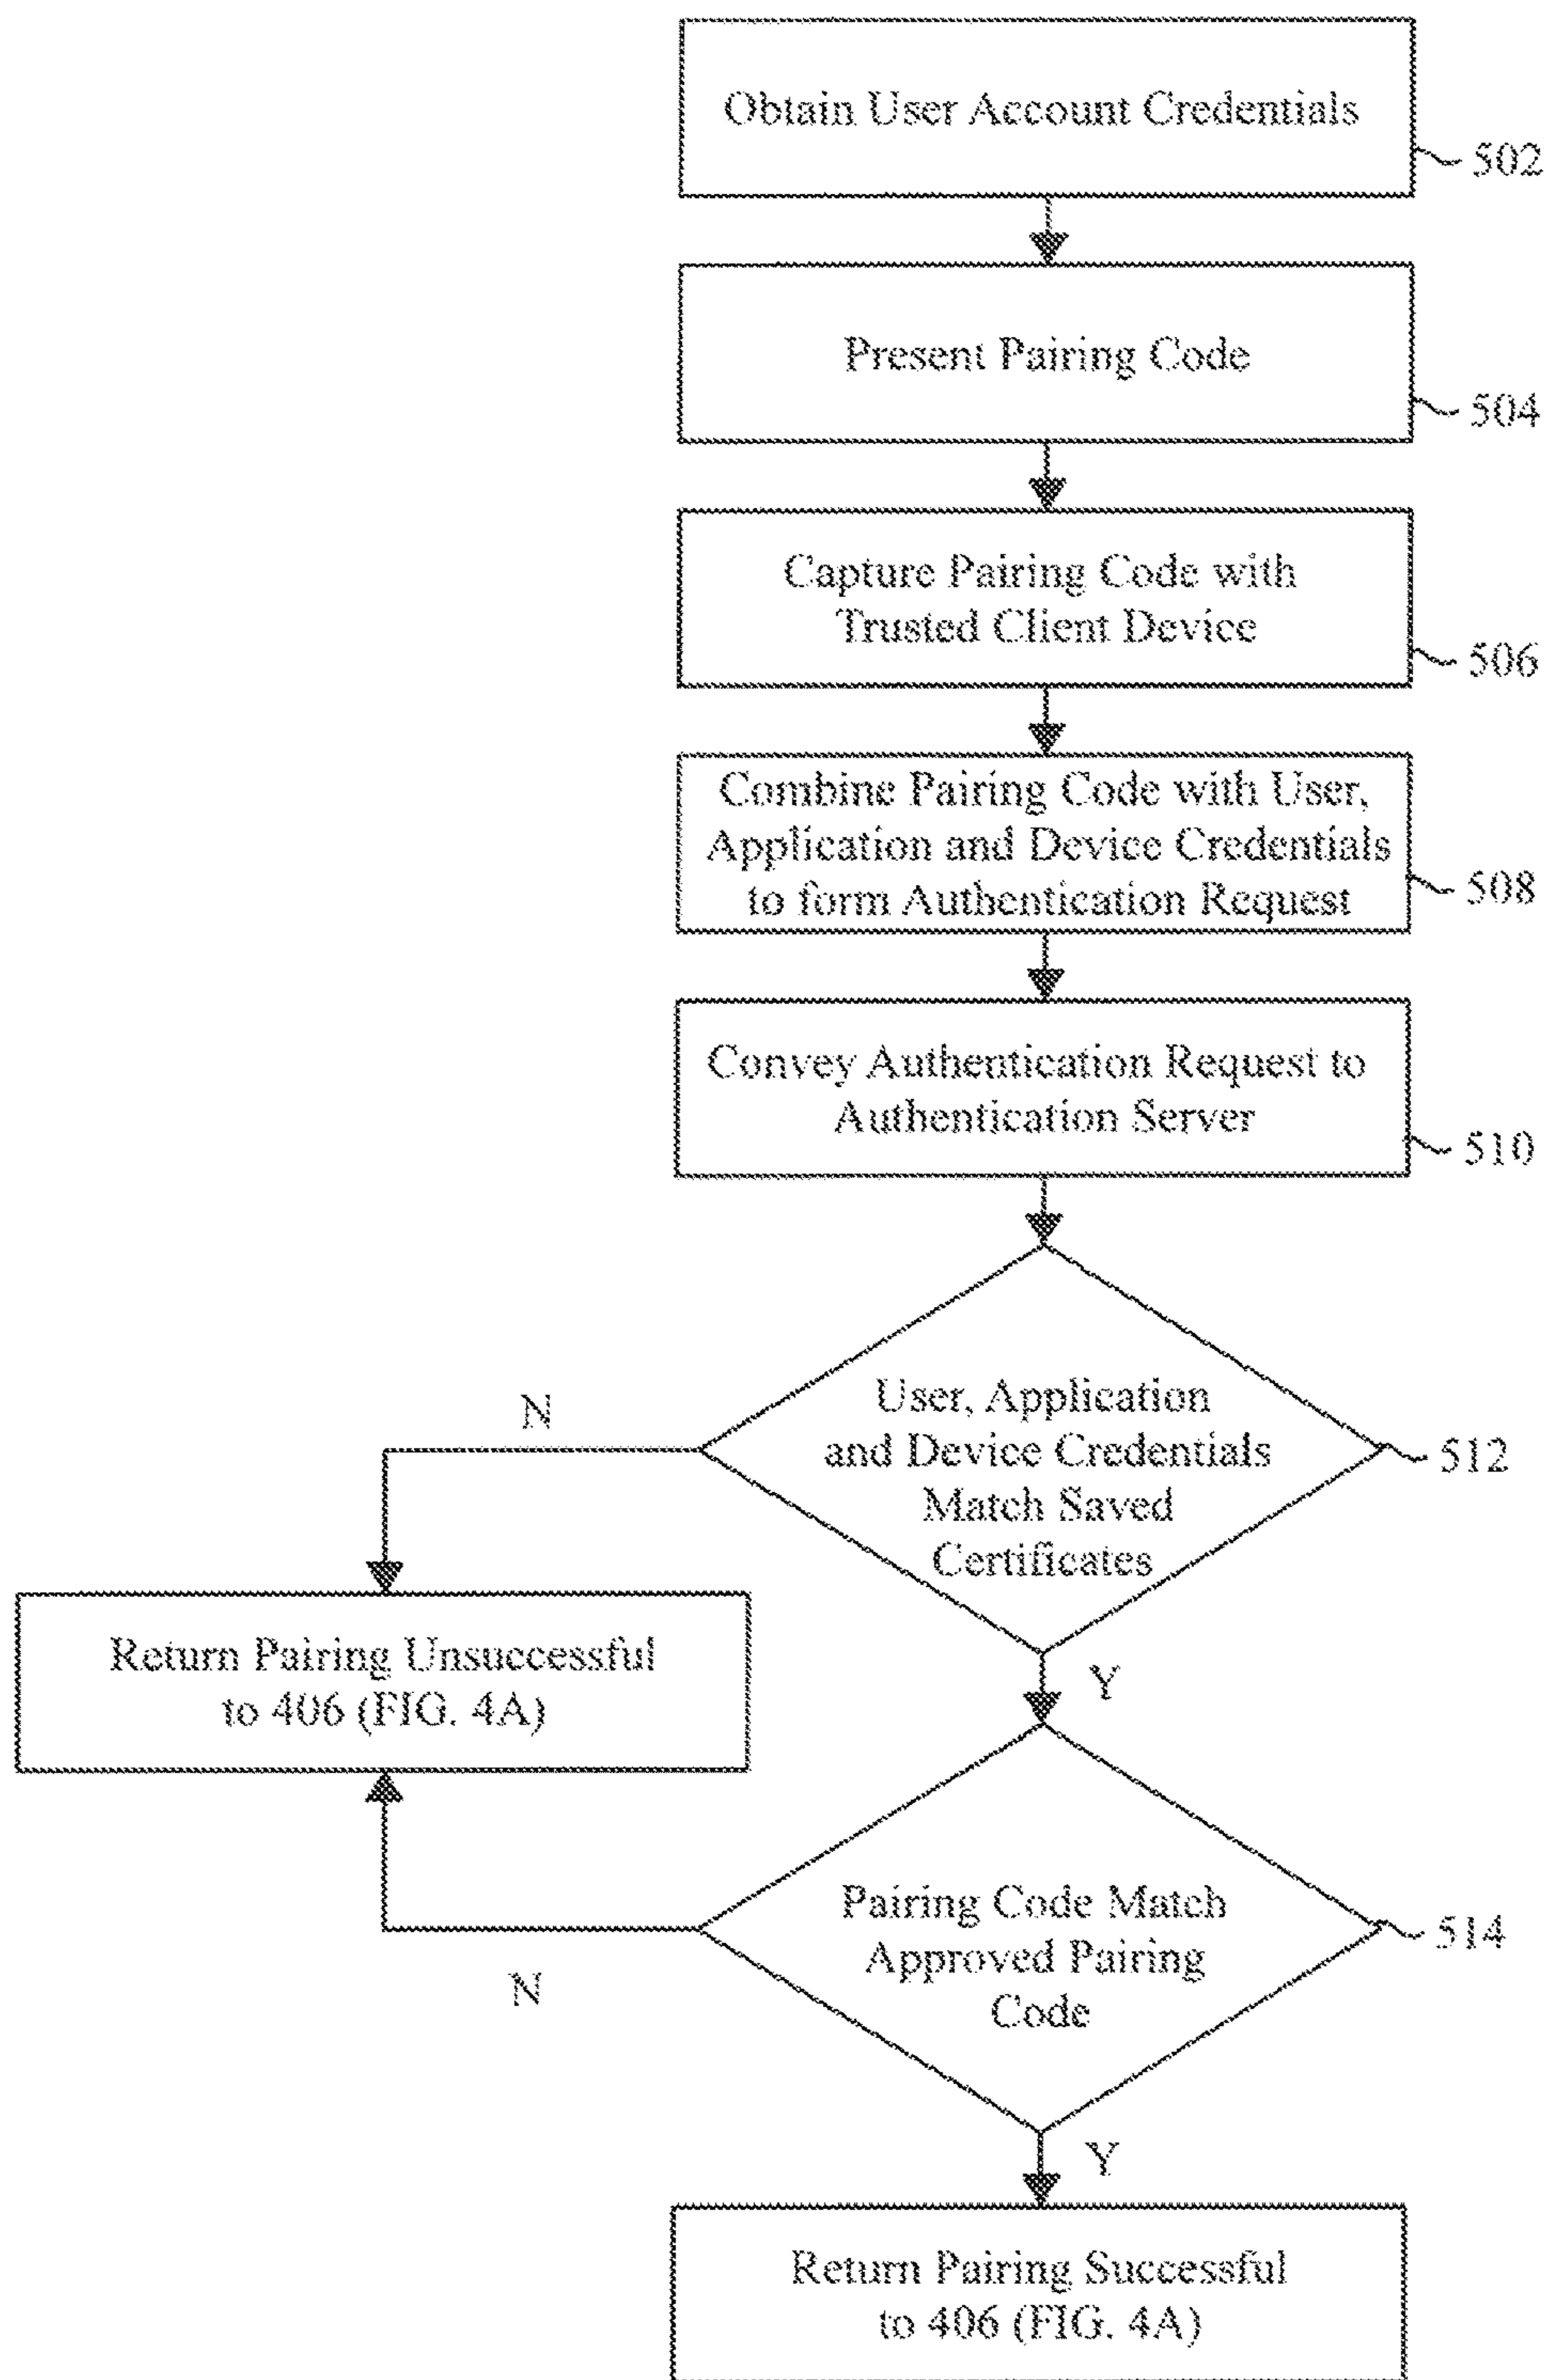 Obtain User Account Credentials
502
Present Pairing Code
504
Capture Pairing Code with
Trusted Client Device
506
Combine Pairing Code with User,
Application and Device Credentials
to form Authentication Request
508
Convey Authentication Request to
Authentication Server
510
N
User, Application
and Device Credentials
Match Saved
Certificates
512
Return Pairing Unsuccessful
to 406 (FIG. 4A)
Y
Pairing Code Match
Approved Pairing
Code
514
N
Y
Return Pairing Successful
to 406 (FIG. 4A)